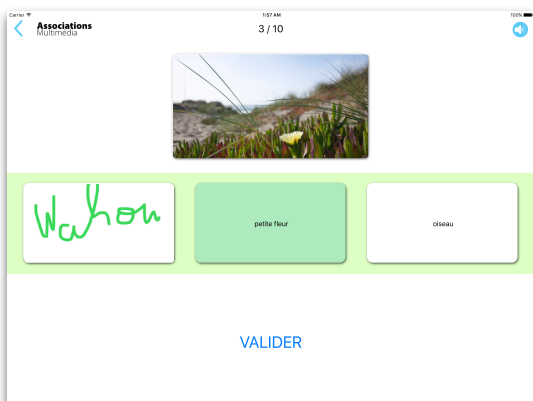 Carrier
1:57 AM
100%
Associations
Multimédia
3 / 10
Wahou
petite fleur
oiseau
VALIDER